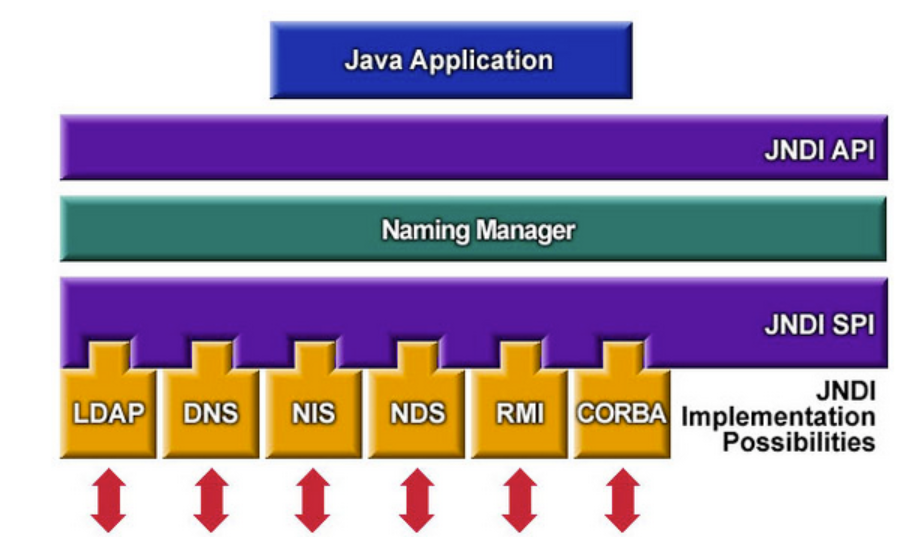 Java Application
JNDI API
Naming Manager
JNDI SPI
LDAP
DNS
NIS
NDS
RMI
CORBA
JNDI
Implementation
Possibilities